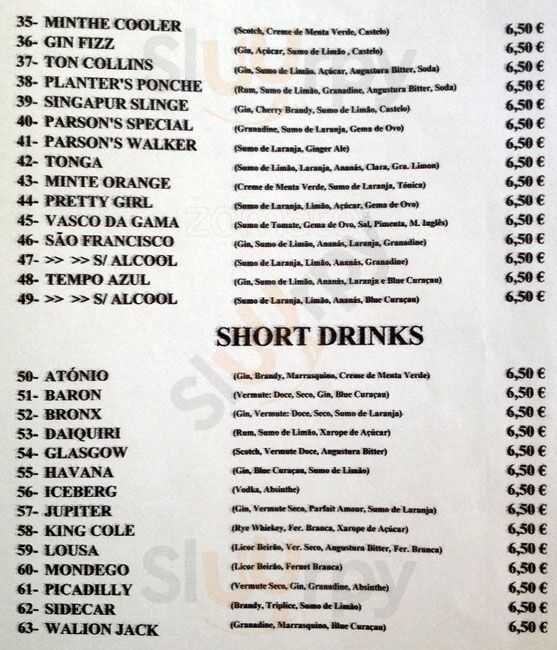 35- MINTHE COOLER (Scotch, Creme de Menta Verde, Castelo) 6,50 €
36- GIN FIZZ (Gin, Açúcar, Sumo de Limão , Castelo) 6,50 €
37- TON COLLINS (Gin, Sumo de Limão, Açúcar, Angustura Bitter, Soda) 6,50 €
38- PLANTER'S PONCHE (Rum, Sumo de Limão, Granadine, Angustura Bitter, Soda) 6,50 €
39- SINGAPUR SLINGE (Gin, Cherry Brandy, Sumo de Limão, Castelo) 6,50 €
40- PARSON'S SPECIAL (Granadine, Sumo de Laranja, Gema de Ovo) 6,50 €
41- PARSON'S WALKER (Sumo de Laranja, Ginger Ale) 6,50 €
42- TONGA (Sumo de Limão, Laranja, Ananás, Clara, Gra. Limon) 6,50 €
43- MINTE ORANGE (Creme de Menta Verde, Sumo de Laranja, Tónica) 6,50 €
44- PRETTY GIRL (Sumo de Laranja, Limão, Açúcar, Gema de Ovo) 6,50 €
45- VASCO DA GAMA (Sumo de Tomate, Gema de Ovo, Sal, Pimenta, M. Inglês) 6,50 €
46- SÃO FRANCISCO (Gin, Sumo de Limão, Ananás, Laranja, Granadine) 6,50 €
47- >> >> S/ ALCOOL (Sumo de Laranja, Limão, Ananás, Granadine) 6,50 €
48- TEMPO AZUL (Gin, Sumo de Limão, Ananás, Laranja e Blue Curaçau) 6,50 €
49- >> >> S/ ALCOOL (Sumo de Laranja, Limão, Ananás, Blue Curaçau) 6,50 €
SHORT DRINKS
50- ATÓNIO (Gin, Brandy, Marrasquino, Creme de Menta Verde) 6,50 €
51- BARON (Vermute: Doce, Seco, Gin, Blue Curaçau) 6,50 €
52- BRONX (Gin, Vermute: Doce, Seco, Sumo de Laranja) 6,50 €
53- DAIQUIRI (Rum, Sumo de Limão, Xarope de Açúcar) 6,50 €
54- GLASGOW (Scotch, Vermute Doce, Angustura Bitter) 6,50 €
55- HAVANA (Gin, Blue Curaçau, Sumo de Limão) 6,50 €
56- ICEBERG (Vodka, Absinthe) 6,50 €
57- JUPITER (Gin, Vermute Seco, Parfait Amour, Sumo de Laranja) 6,50 €
58- KING COLE (Rye Whiskey, Fer. Branca, Xarope de Açúcar) 6,50 €
59- LOUSA (Licor Beirão, Ver. Seco, Angustura Bitter, Fer. Branca) 6,50 €
60- MONDEGO (Licor Beirão, Fernet Branca) 6,50 €
61- PICADILLY (Vermute Seco, Gin, Granadine, Absinthe) 6,50 €
62- SIDECAR (Brandy, Triplice, Sumo de Limão) 6,50 €
63- WALION JACK (Granadine, Marrasquino, Blue Curaçau) 6,50 €